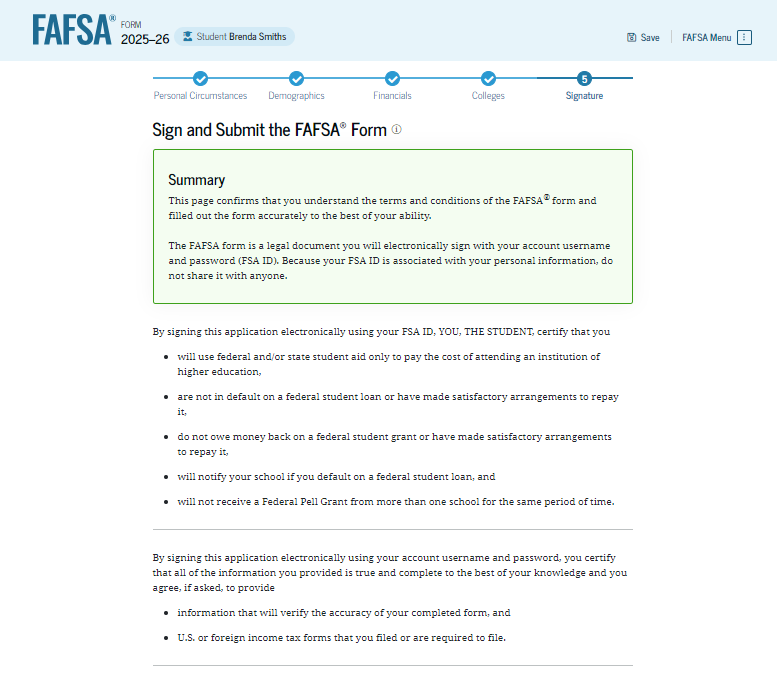 FAFSA® FORM
2025–26
Student Brenda Smiths
Save
FAFSA Menu
Personal Circumstances
Demographics
Financials
Colleges
5
Signature
Sign and Submit the FAFSA® Form
Summary
This page confirms that you understand the terms and conditions of the FAFSA® form and
filled out the form accurately to the best of your ability.
The FAFSA form is a legal document you will electronically sign with your account username
and password (FSA ID). Because your FSA ID is associated with your personal information, do
not share it with anyone.
By signing this application electronically using your FSA ID, YOU, THE STUDENT, certify that you
• will use federal and/or state student aid only to pay the cost of attending an institution of
higher education,
• are not in default on a federal student loan or have made satisfactory arrangements to repay
it,
• do not owe money back on a federal student grant or have made satisfactory arrangements
to repay it,
• will notify your school if you default on a federal student loan, and
• will not receive a Federal Pell Grant from more than one school for the same period of time.
By signing this application electronically using your account username and password, you certify
that all of the information you provided is true and complete to the best of your knowledge and you
agree, if asked, to provide
• information that will verify the accuracy of your completed form, and
• U.S. or foreign income tax forms that you filed or are required to file.